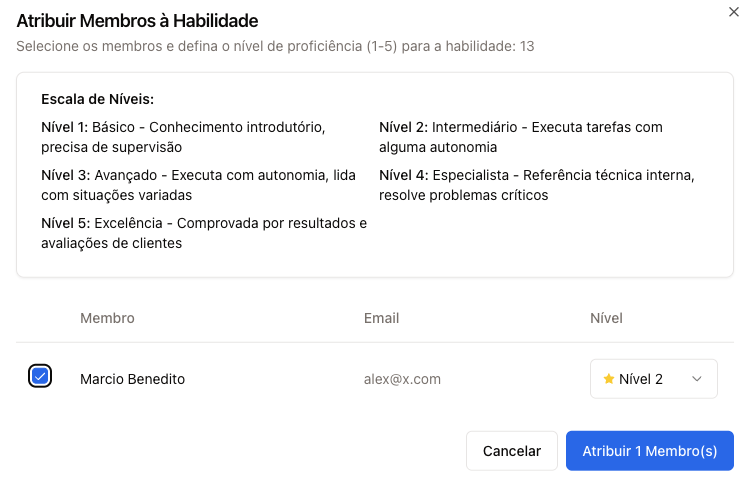 Atribuir Membros à Habilidade
Selecione os membros e defina o nível de proficiência (1-5) para a habilidade: 13
Escala de Níveis:
Nível 1: Básico - Conhecimento introdutório,
precisa de supervisão
Nível 2: Intermediário - Executa tarefas com
alguma autonomia
Nível 3: Avançado - Executa com autonomia, lida
com situações variadas
Nível 4: Especialista - Referência técnica interna,
resolve problemas críticos
Nível 5: Excelência - Comprovada por resultados e
avaliações de clientes
Membro Email Nível
Marcio Benedito alex@x.com Nível 2
Cancelar Atribuir 1 Membro(s)